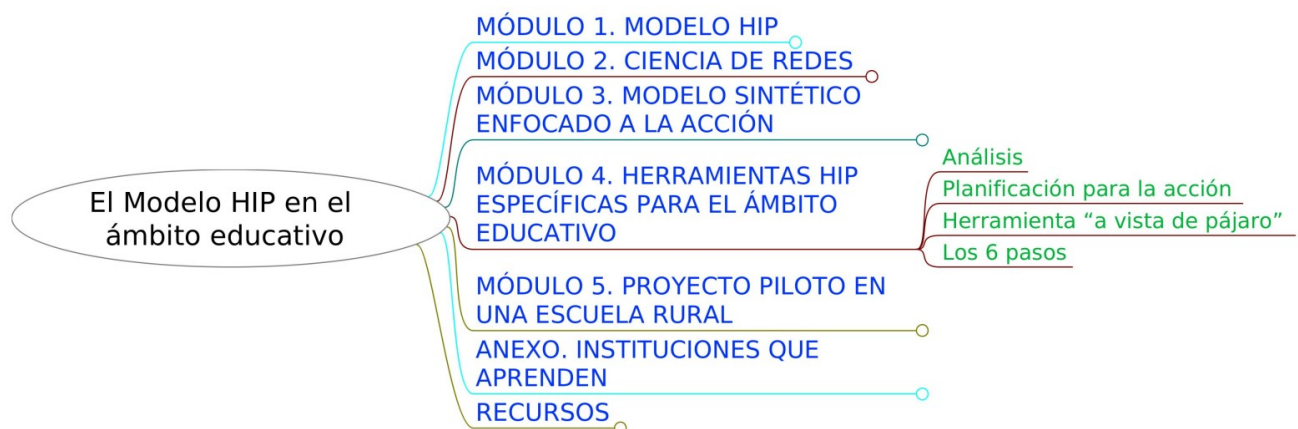 El Modelo HIP en el
ámbito educativo
MÓDULO 1. MODELO HIP
MÓDULO 2. CIENCIA DE REDES
MÓDULO 3. MODELO SINTÉTICO
ENFOCADO A LA ACCIÓN
MÓDULO 4. HERRAMIENTAS HIP
ESPECÍFICAS PARA EL ÁMBITO
EDUCATIVO
Análisis
Planificación para la acción
Herramienta “a vista de pájaro”
Los 6 pasos
MÓDULO 5. PROYECTO PILOTO EN
UNA ESCUELA RURAL
ANEXO. INSTITUCIONES QUE
APRENDEN
RECURSOS